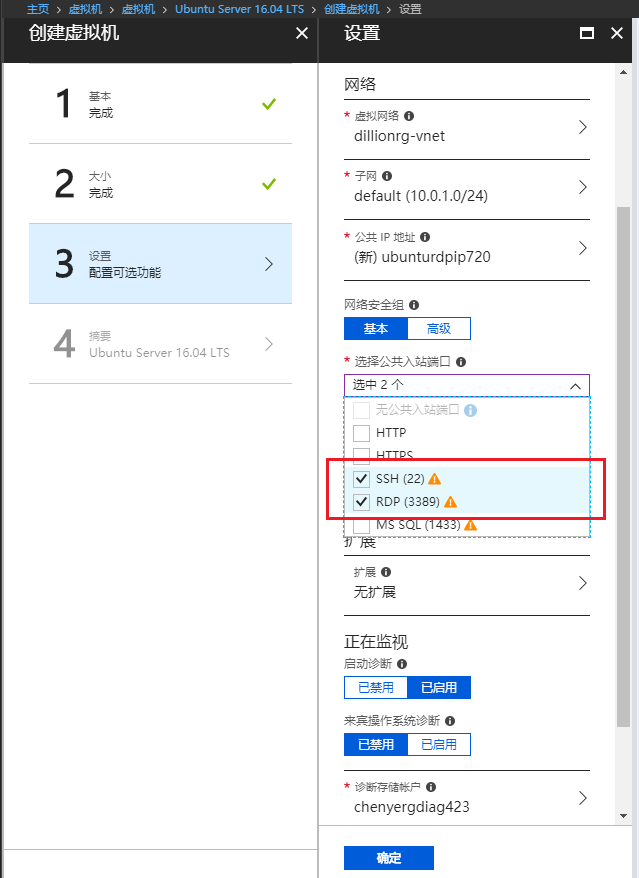 主页 > 虚拟机 > 虚拟机 > Ubuntu Server 16.04 LTS > 创建虚拟机 > 设置
创建虚拟机
1
基本
完成
2
大小
完成
3
设置
配置可选功能
4
摘要
Ubuntu Server 16.04 LTS
设置
网络
* 虚拟网络
dillionrg-vnet
* 子网
default (10.0.1.0/24)
* 公共 IP 地址
(新) ubunturdpip720
网络安全组
基本 高级
* 选择公共入站端口
选中 2 个
无公共入站端口
HTTP
HTTPS
SSH (22)
RDP (3389)
MS SQL (1433)
扩展
扩展
无扩展
正在监视
启动诊断
已禁用 已启用
来宾操作系统诊断
已禁用 已启用
* 诊断存储帐户
chenyergdiag423
确定